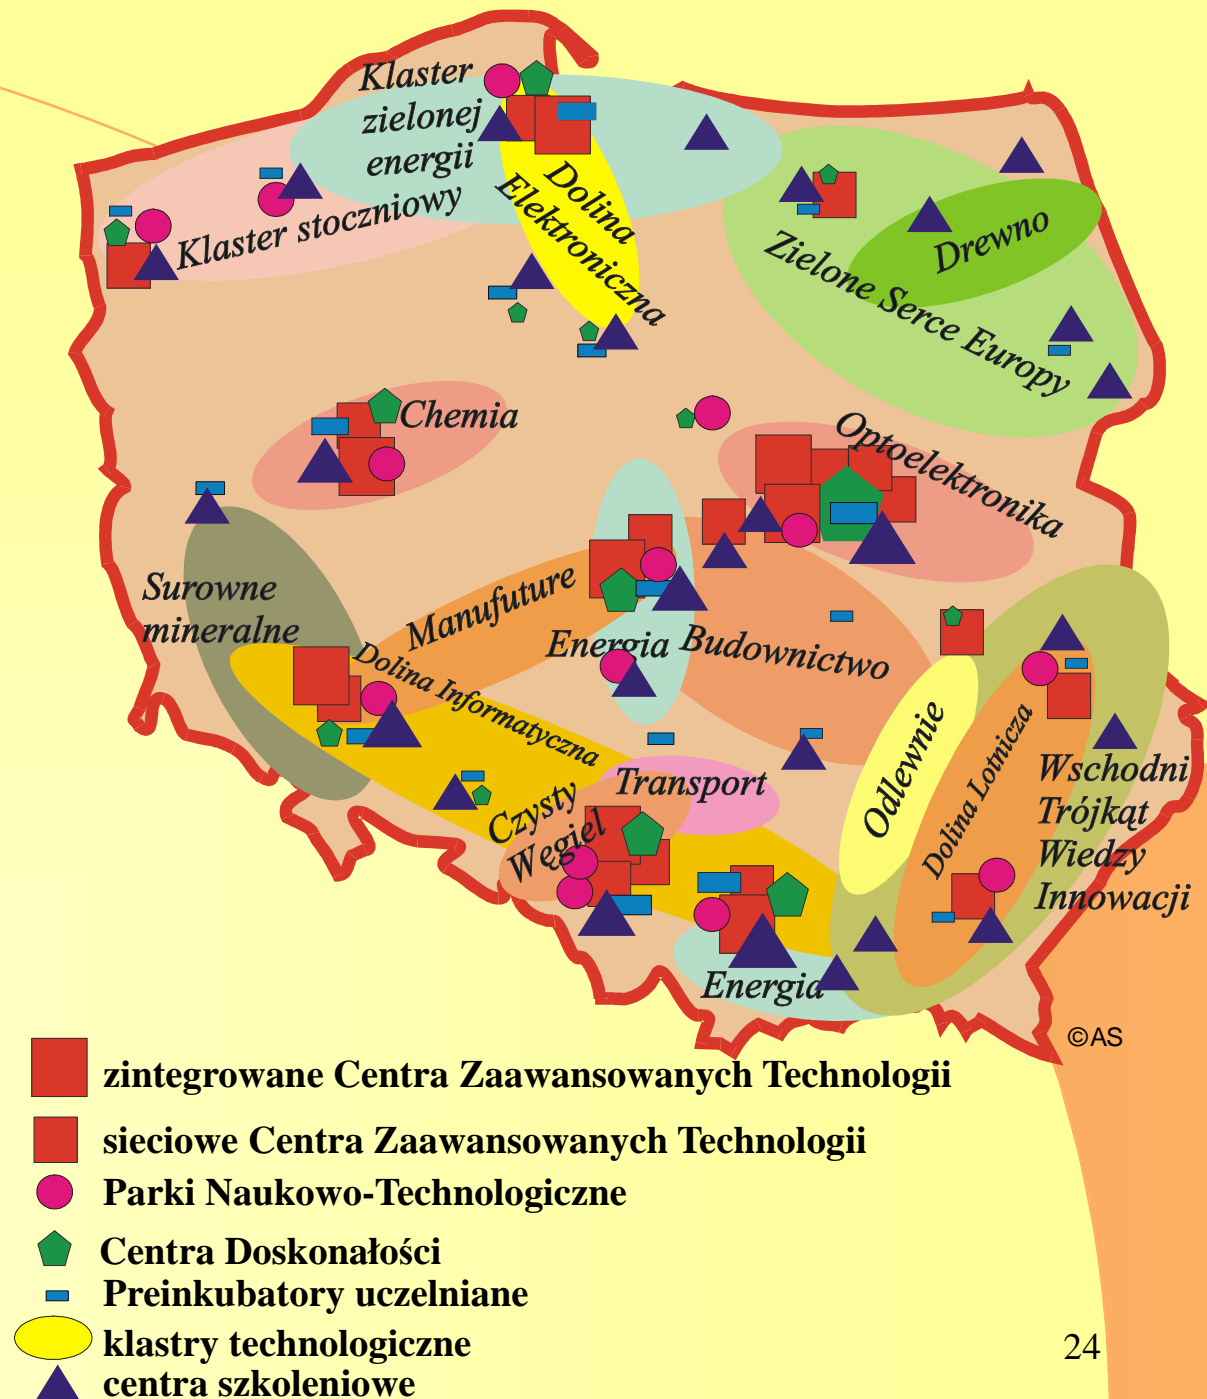 Klaster
zielonej
energii
Klaster stoczniowy
Dolina
Elektroniczna
Drewno
Zielone Serce Europy
Chemia
Optoelektronika
Surowne
mineralne
Manufuture
Energia
Budownictwo
Dolina Informatyczna
Odlewnie
Dolina Lotnicza
Wschodni
Trójkąt
Wiedzy
Innowacji
Transport
Czysty
Węgiel
Energia
©AS
zintegrowane Centra Zaawansowanych Technologii
sieciowe Centra Zaawansowanych Technologii
Parki Naukowo-Technologiczne
Centra Doskonałości
Preinkubatory uczelniane
klastry technologiczne
centra szkoleniowe
24